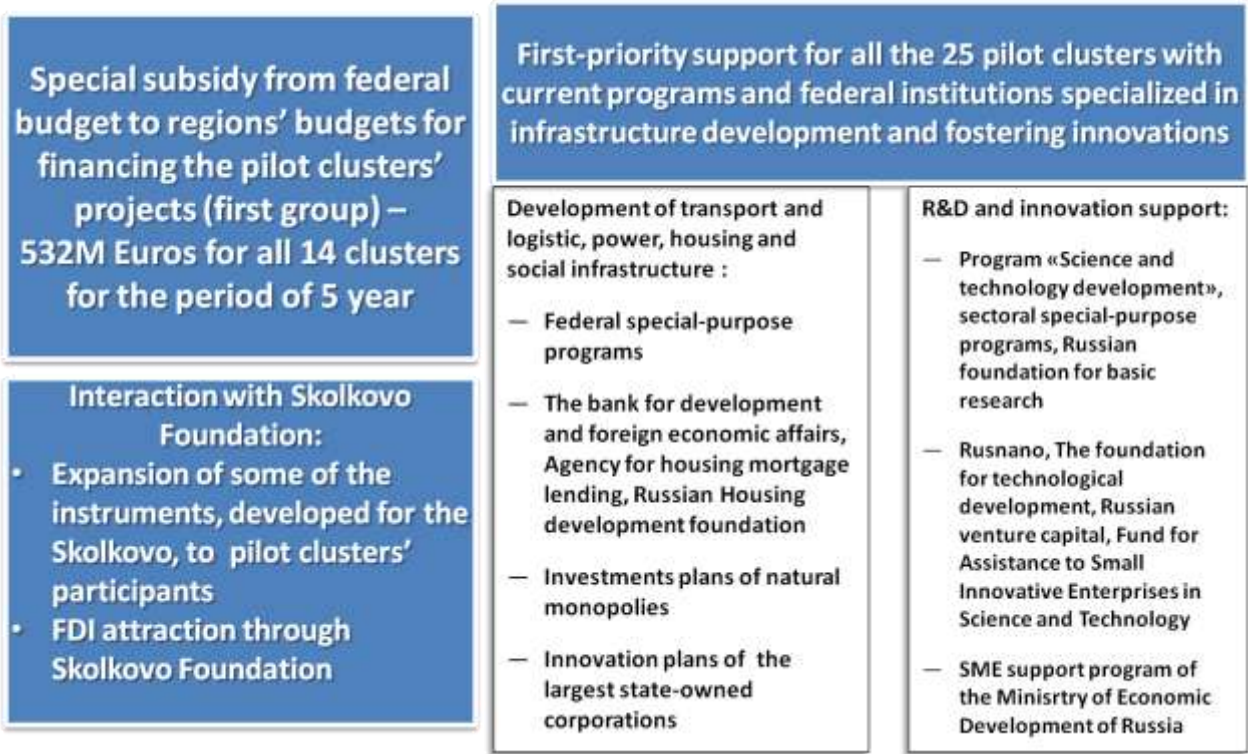 Special subsidy from federal
budget to regions’ budgets for
financing the pilot clusters’
projects (first group) –
532M Euros for all 14 clusters
for the period of 5 year
Interaction with Skolkovo
Foundation:
• Expansion of some of the
instruments, developed for the
Skolkovo, to pilot clusters’
participants
• FDI attraction through
Skolkovo Foundation
First-priority support for all the 25 pilot clusters with
current programs and federal institutions specialized in
infrastructure development and fostering innovations
Development of transport and
logistic, power, housing and
social infrastructure :
— Federal special-purpose
programs
— The bank for development
and foreign economic affairs,
Agency for housing mortgage
lending, Russian Housing
development foundation
— Investments plans of natural
monopolies
— Innovation plans of the
largest state-owned
corporations
R&D and innovation support:
— Program «Science and
technology development»,
sectoral special-purpose
programs, Russian
foundation for basic
research
— Rusnano, The foundation
for technological
development, Russian
venture capital, Fund for
Assistance to Small
Innovative Enterprises in
Science and Technology
— SME support program of
the Minisrtry of Economic
Development of Russia